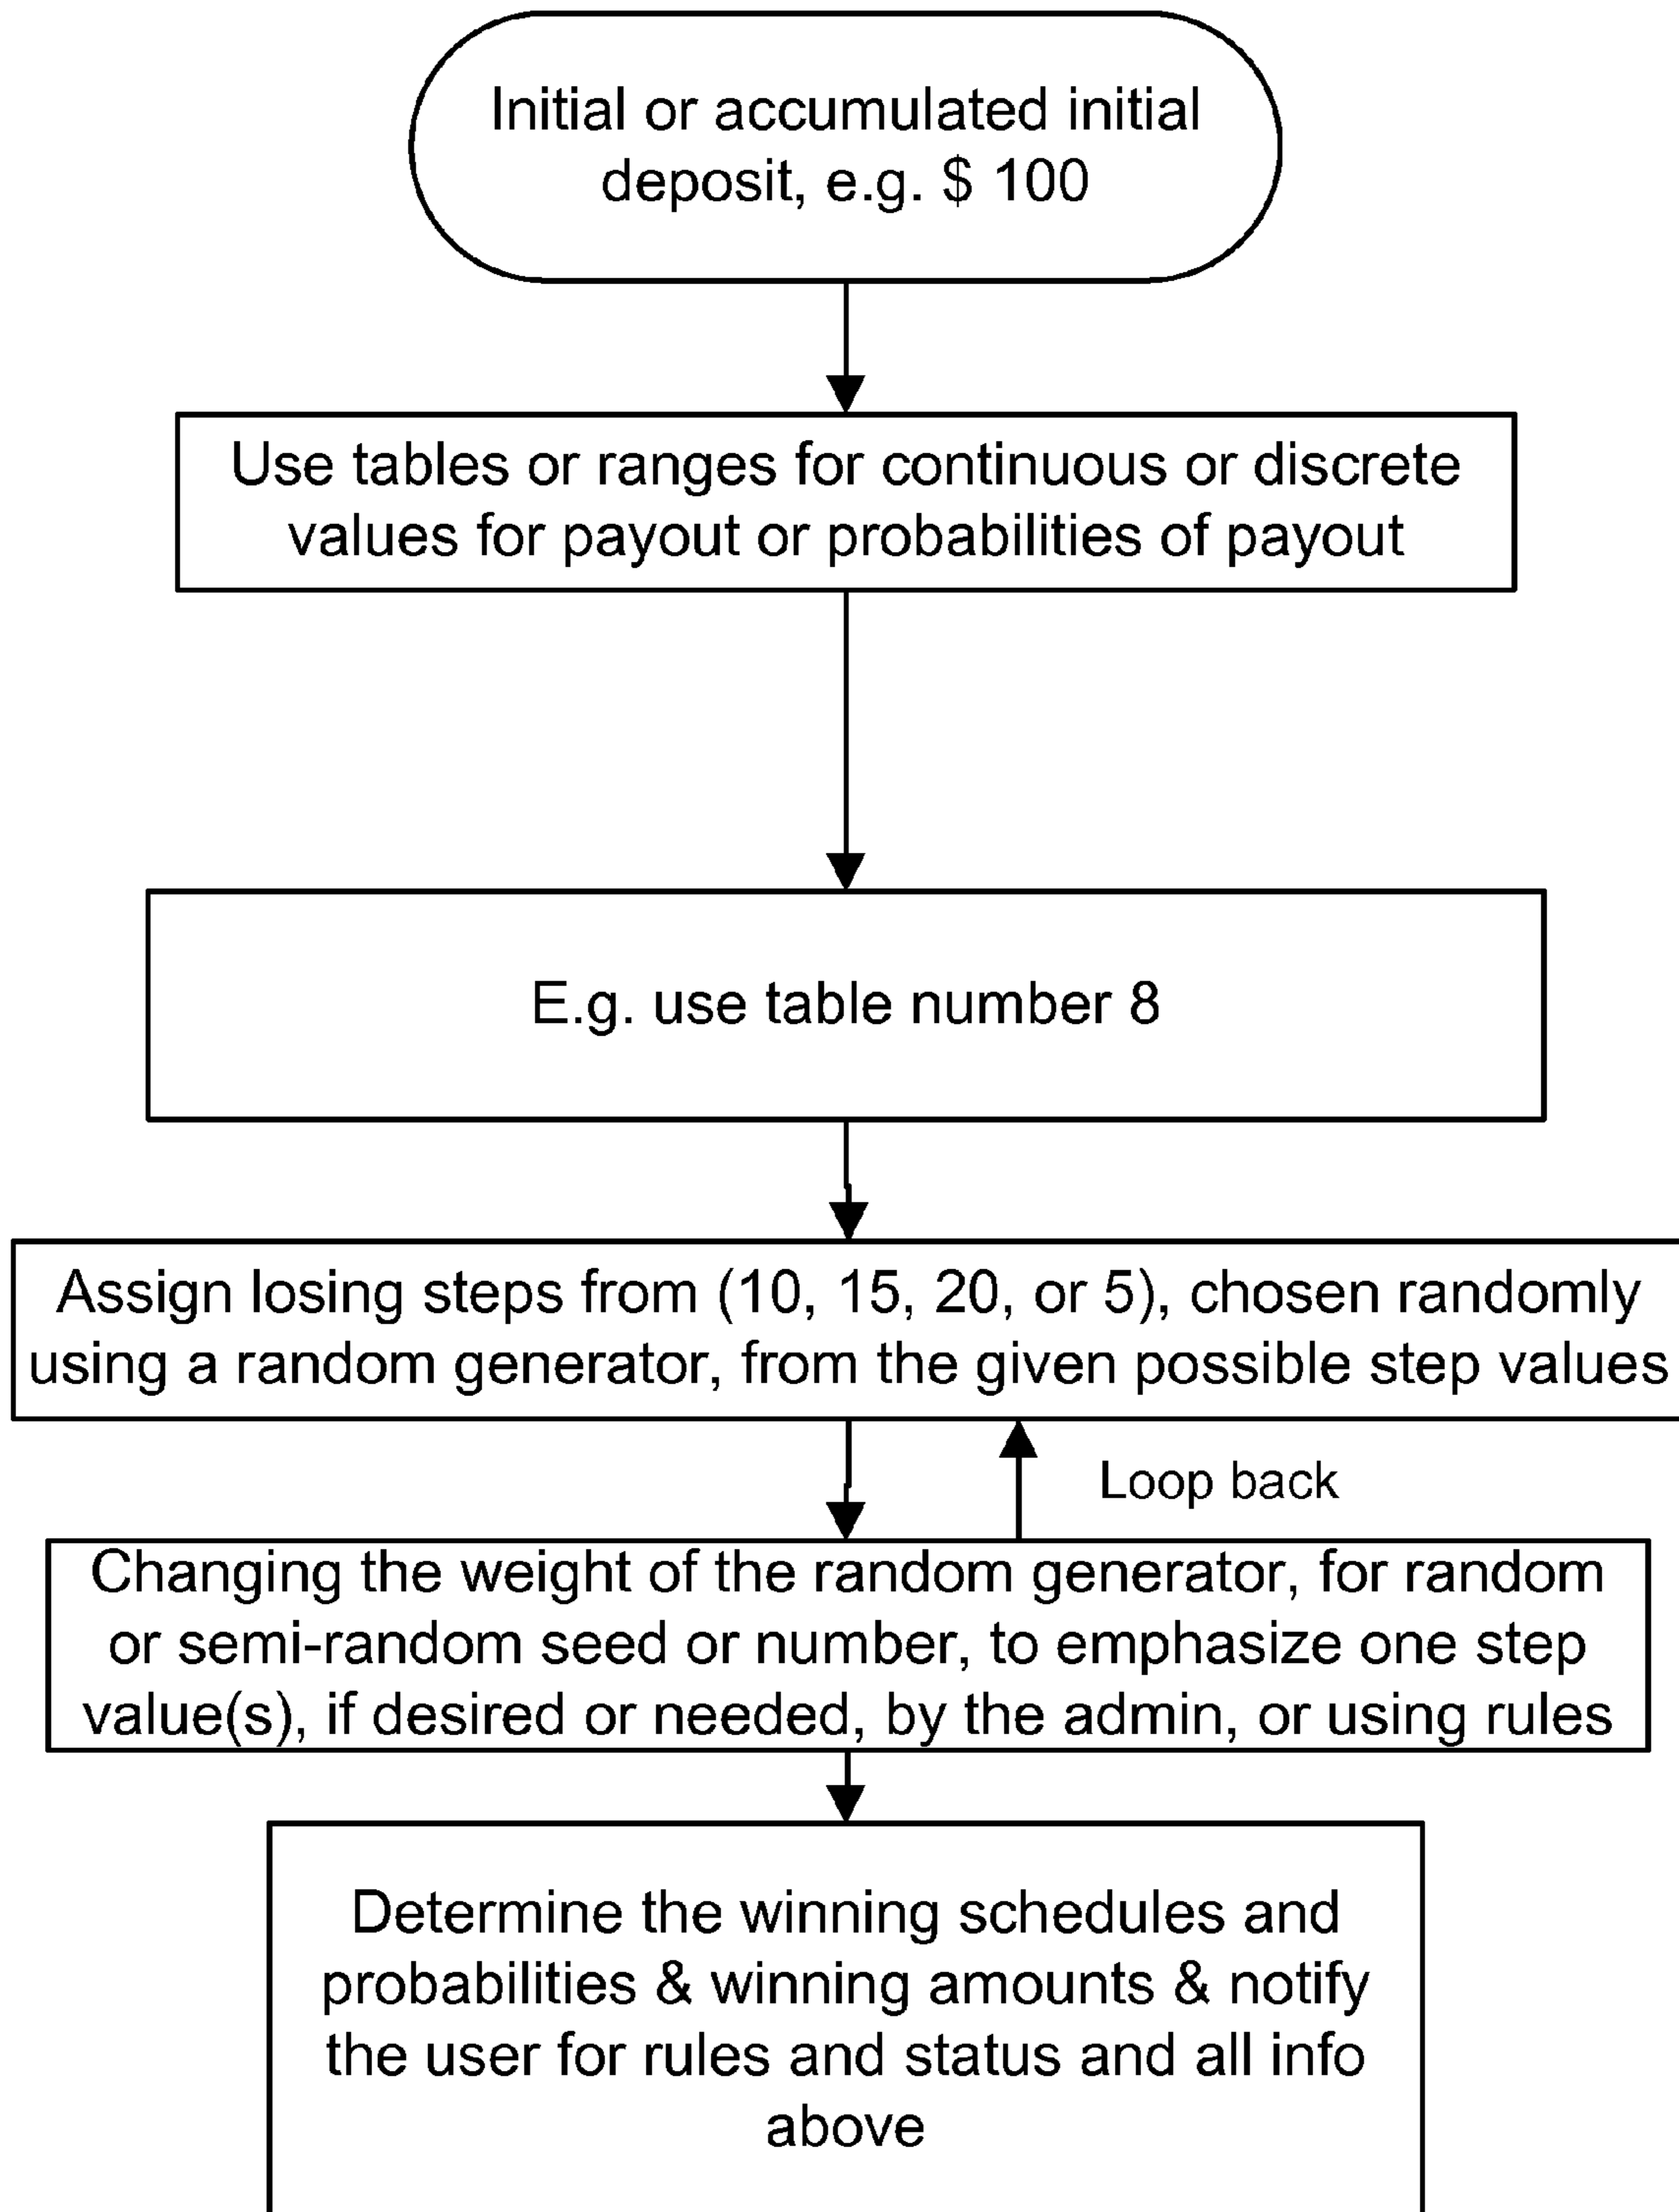 Initial or accumulated initial
deposit, e.g. $ 100
Use tables or ranges for continuous or discrete
values for payout or probabilities of payout
E.g. use table number 8
Assign losing steps from (10, 15, 20, or 5), chosen randomly
using a random generator, from the given possible step values
Loop back
Changing the weight of the random generator, for random
or semi-random seed or number, to emphasize one step
value(s), if desired or needed, by the admin, or using rules
Determine the winning schedules and
probabilities & winning amounts & notify
the user for rules and status and all info
above